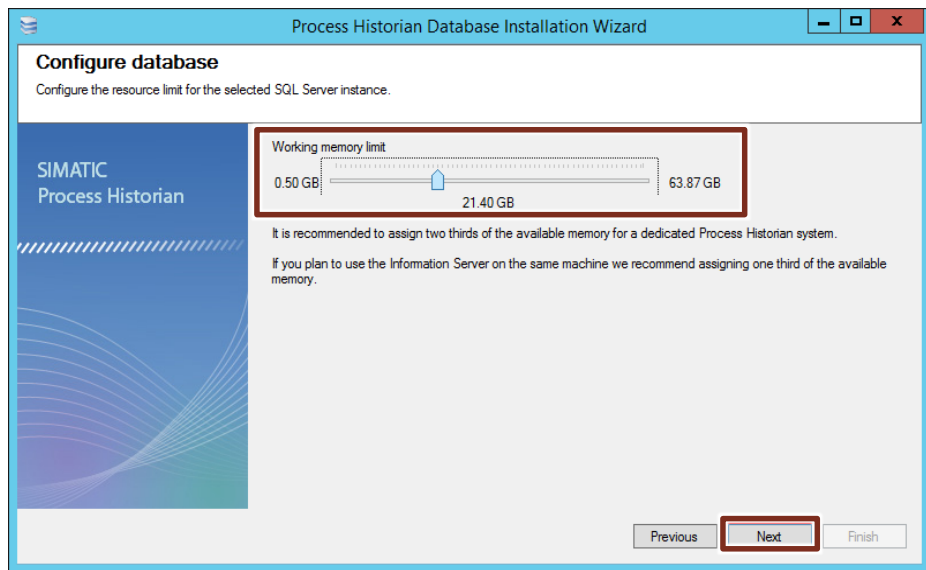 Process Historian Database Installation Wizard
Configure database
Configure the resource limit for the selected SQL Server instance.
SIMATIC
Process Historian
Working memory limit
0.50 GB
63.87 GB
21.40 GB
It is recommended to assign two thirds of the available memory for a dedicated Process Historian system.
If you plan to use the Information Server on the same machine we recommend assigning one third of the available
memory.
Previous
Next
Finish